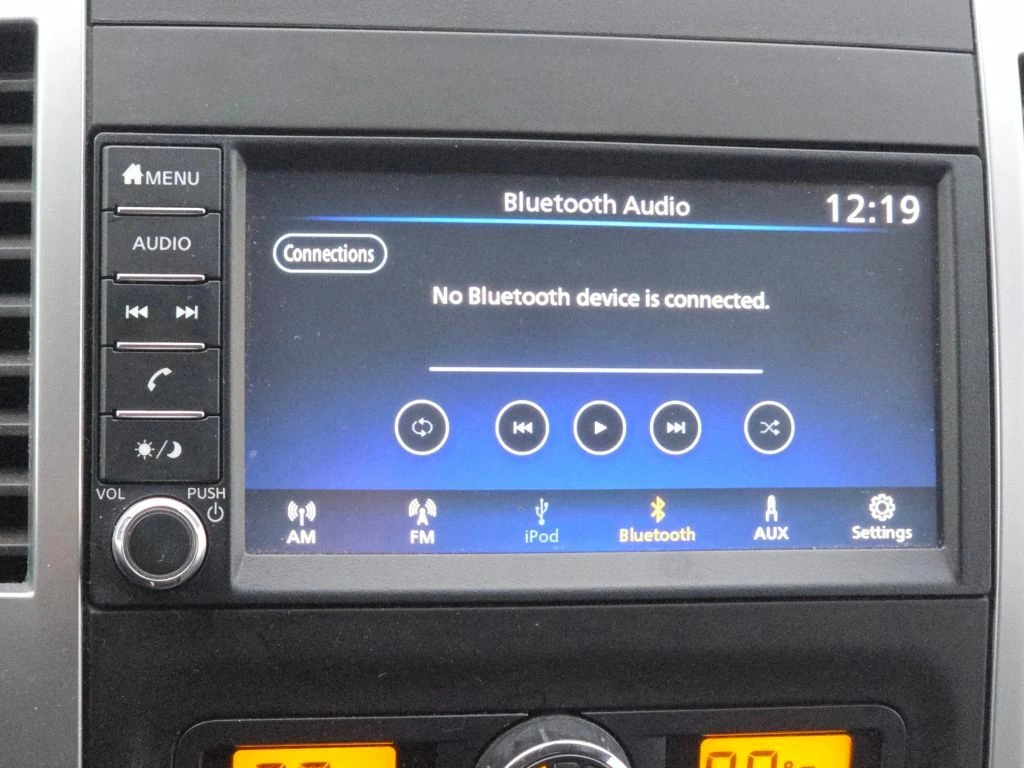 MENU
AUDIO
VOL
PUSH
Bluetooth Audio
12:19
Connections
No Bluetooth device is connected.
AM
FM
iPod
Bluetooth
AUX
Settings